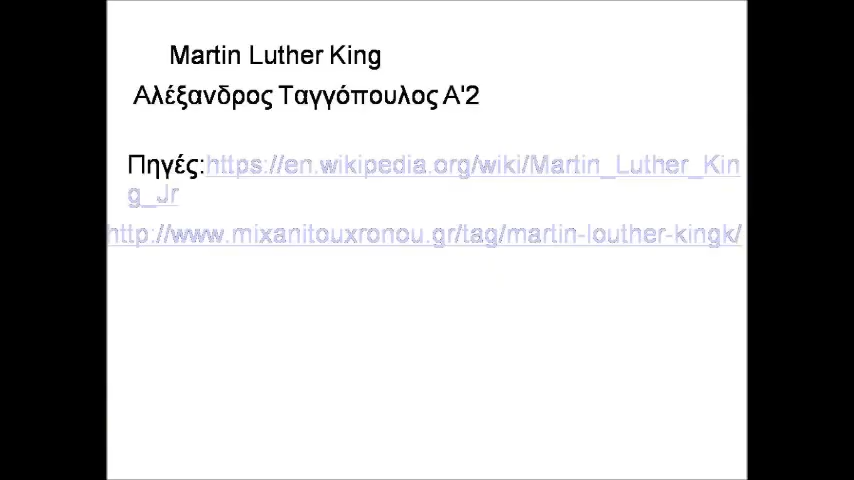 Martin Luther King
Αλέξανδρος Ταγγόπουλος Α'2
Πηγές:https://en.wikipedia.org/wiki/Martin_Luther_Kin
g_Jr
http://www.mixanitouxronou.gr/tag/martin-louther-kingk/